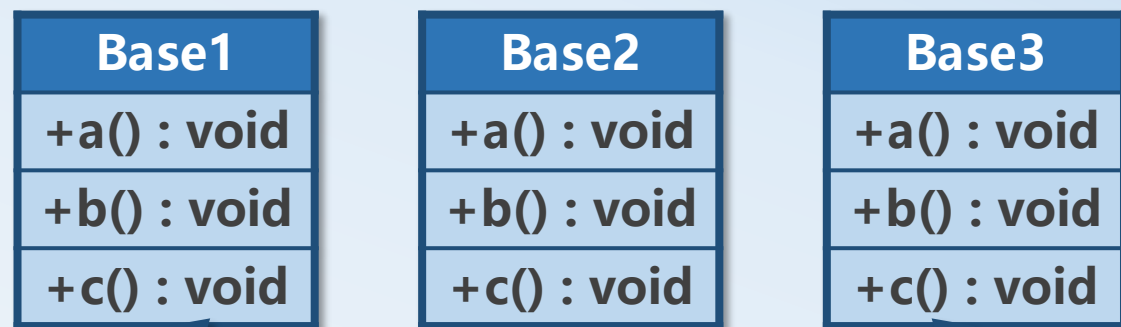 Base1
+a() : void
+b() : void
+c() : void
Base2
+a() : void
+b() : void
+c() : void
Base3
+a() : void
+b() : void
+c() : void